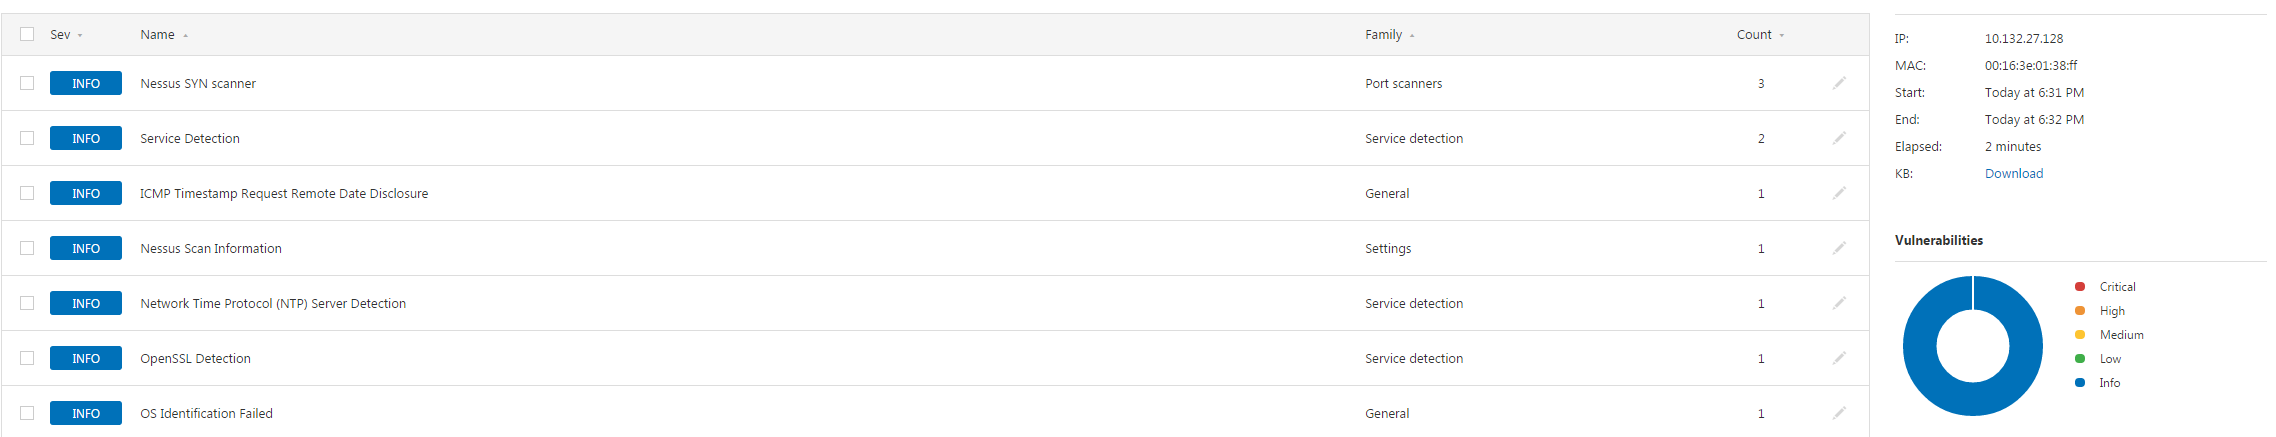 Sev Name Family Count
INFO Nessus SYN scanner Port scanners 3
INFO Service Detection Service detection 2
INFO ICMP Timestamp Request Remote Date Disclosure General 1
INFO Nessus Scan Information Settings 1
INFO Network Time Protocol (NTP) Server Detection Service detection 1
INFO OpenSSL Detection Service detection 1
INFO OS Identification Failed General 1
IP: 10.132.27.128
MAC: 00:16:3e:01:38:ff
Start: Today at 6:31 PM
End: Today at 6:32 PM
Elapsed: 2 minutes
KB: Download
Vulnerabilities
Critical
High
Medium
Low
Info